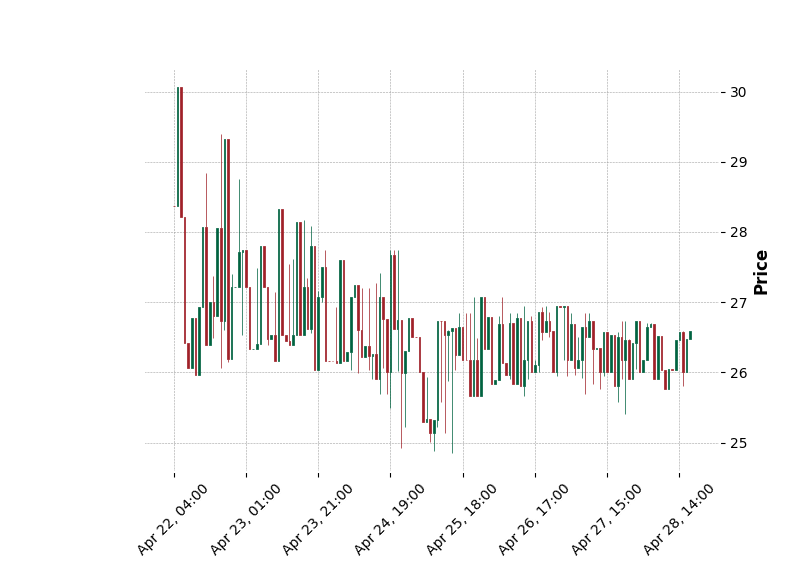 30
29
28
27
26
25
Price
Apr 22, 04:00
Apr 23, 01:00
Apr 23, 21:00
Apr 24, 19:00
Apr 25, 18:00
Apr 26, 17:00
Apr 27, 15:00
Apr 28, 14:00